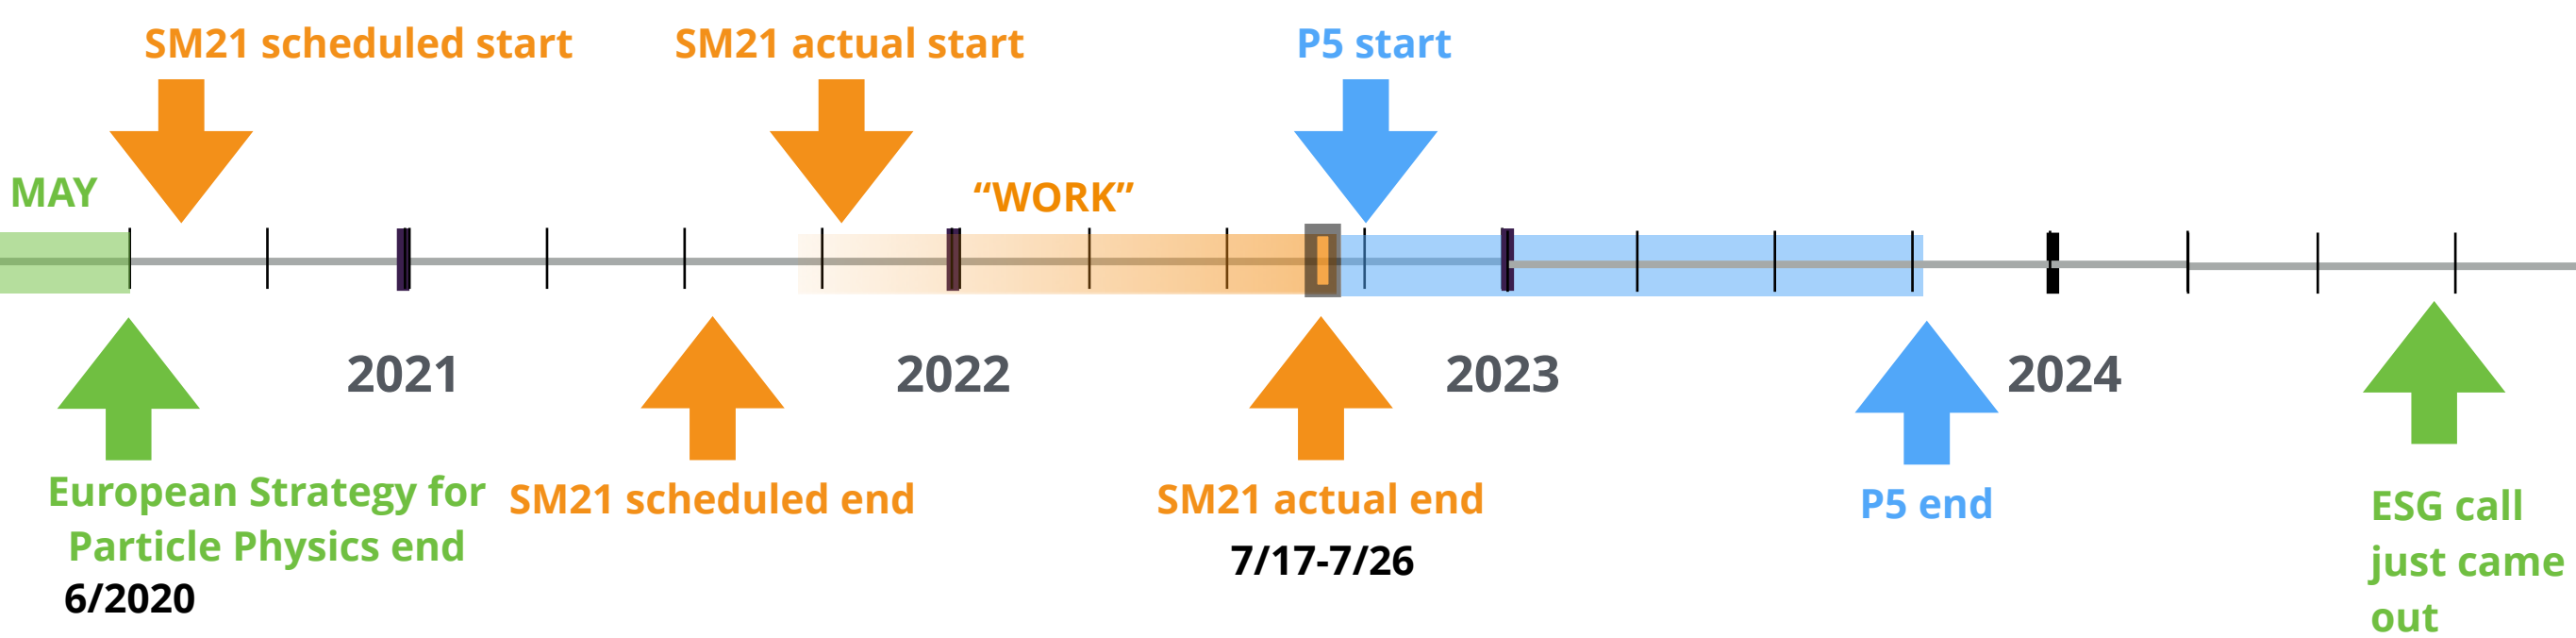 SM21 scheduled start
SM21 actual start
P5 start
MAY
“WORK”
2021
2022
2023
2024
European Strategy for
Particle Physics end
6/2020
SM21 scheduled end
SM21 actual end
7/17-7/26
P5 end
ESG call
just came
out